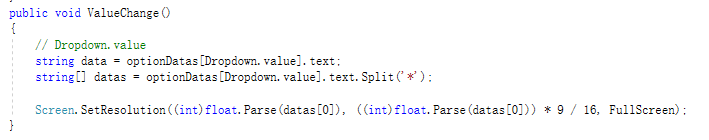 public void ValueChange()
{
// Dropdown.value
string data = optionDatas[Dropdown.value].text;
string[] datas = optionDatas[Dropdown.value].text.Split('*');
Screen.SetResolution((int)float.Parse(datas[0]), ((int)float.Parse(datas[0])) * 9 / 16, FullScreen);
}